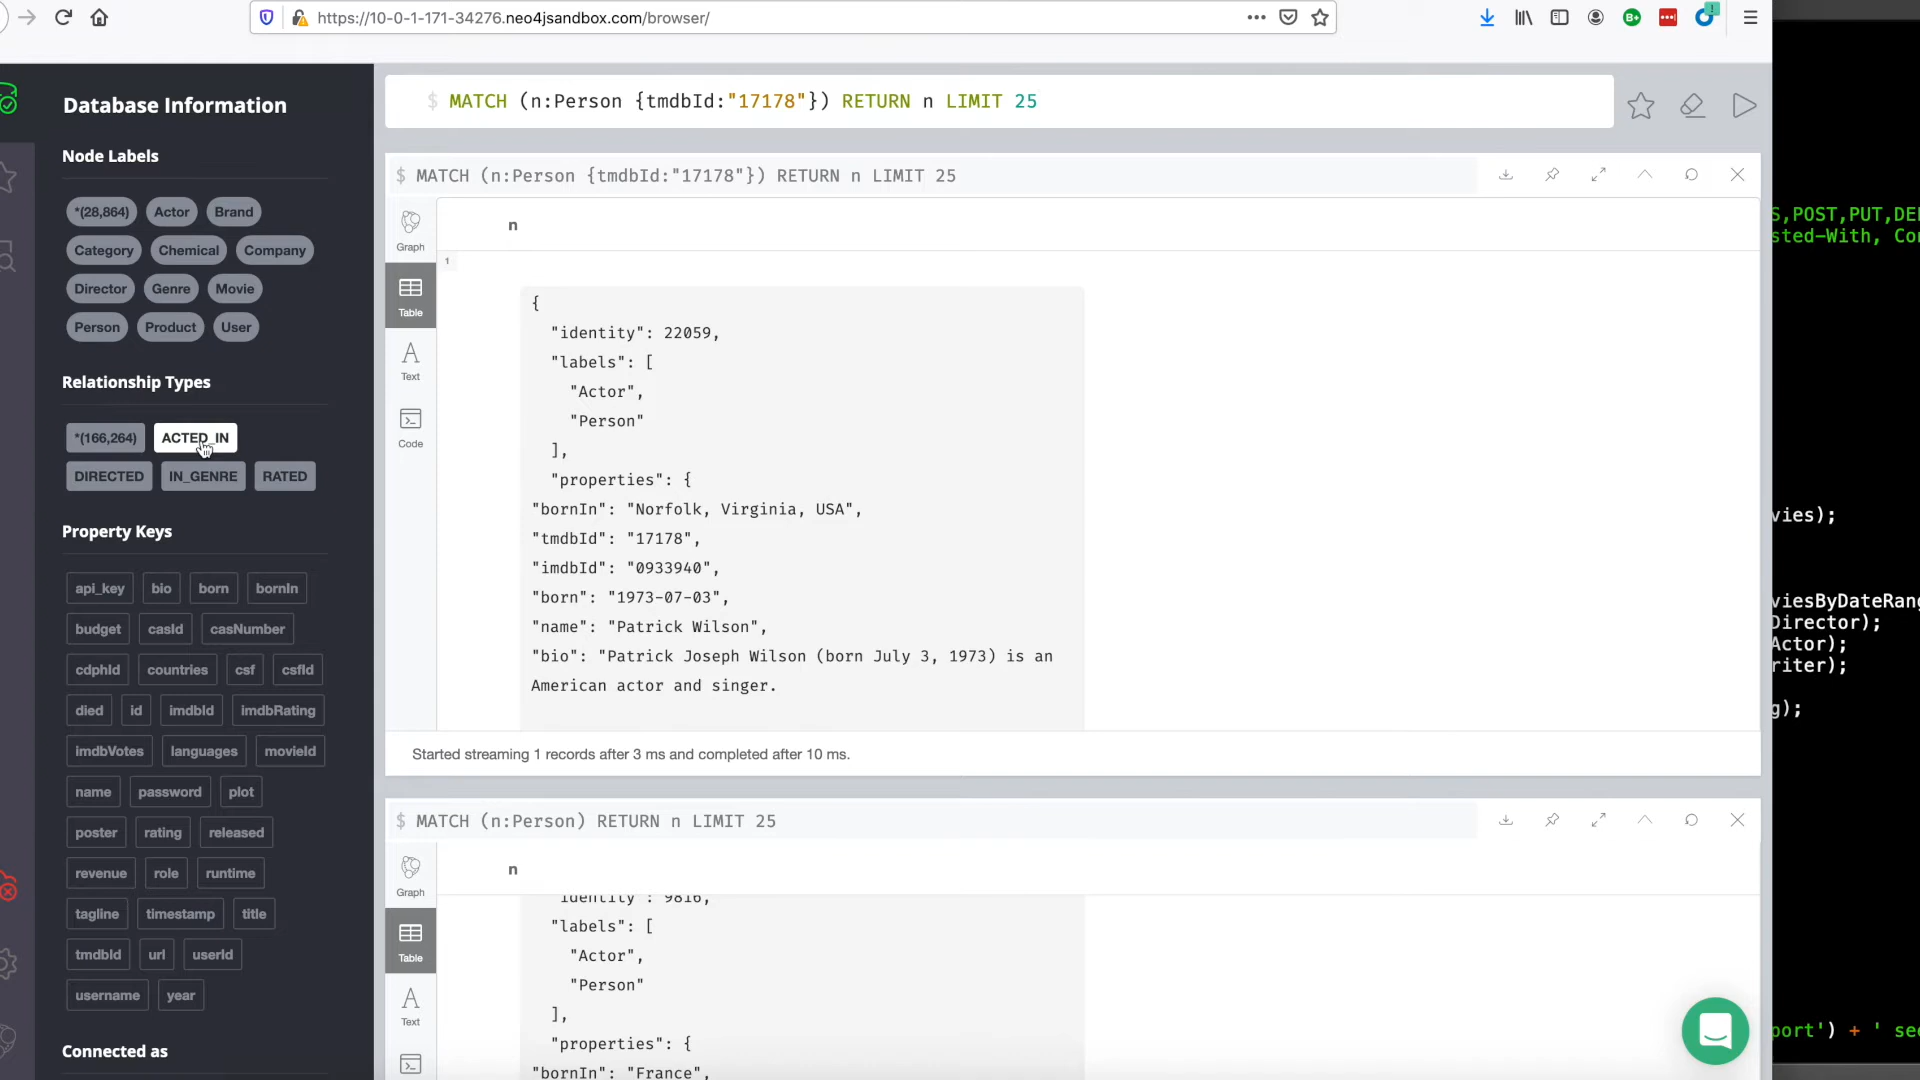 https://10-0-1-171-34276.neo4jsandbox.com/browser/
Database Information
Node Labels
*(28,864) Actor Brand
Category Chemical Company
Director Genre Movie
Person Product User
Relationship Types
*(166,264) ACTED_IN
DIRECTED IN_GENRE RATED
Property Keys
api_key bio born bornIn
budget casId casNumber
cdphId countries csf csfId
died id imdbId imdbRating
imdbVotes languages movieId
name password plot
poster rating released
revenue role runtime
tagline timestamp title
tmdbId url userId
username year
Connected as
$ MATCH (n:Person {tmdbId:"17178"}) RETURN n LIMIT 25
$ MATCH (n:Person {tmdbId:"17178"}) RETURN n LIMIT 25
Graph
Table
Text
Code
n
1
{
"identity": 22059,
"labels": [
"Actor",
"Person"
],
"properties": {
"bornIn": "Norfolk, Virginia, USA",
"tmdbId": "17178",
"imdbId": "0933940",
"born": "1973-07-03",
"name": "Patrick Wilson",
"bio": "Patrick Joseph Wilson (born July 3, 1973) is an
American actor and singer.
Started streaming 1 records after 3 ms and completed after 10 ms.
$ MATCH (n:Person) RETURN n LIMIT 25
Graph
Table
Text
n
"identity": 9816,
"labels": [
"Actor",
"Person"
],
"properties": {
"bornIn": "France",
S,POST,PUT,DEL
sted-With, Con
vies);
viesByDateRang
Director);
Actor);
riter);
g);
port') + ' sec